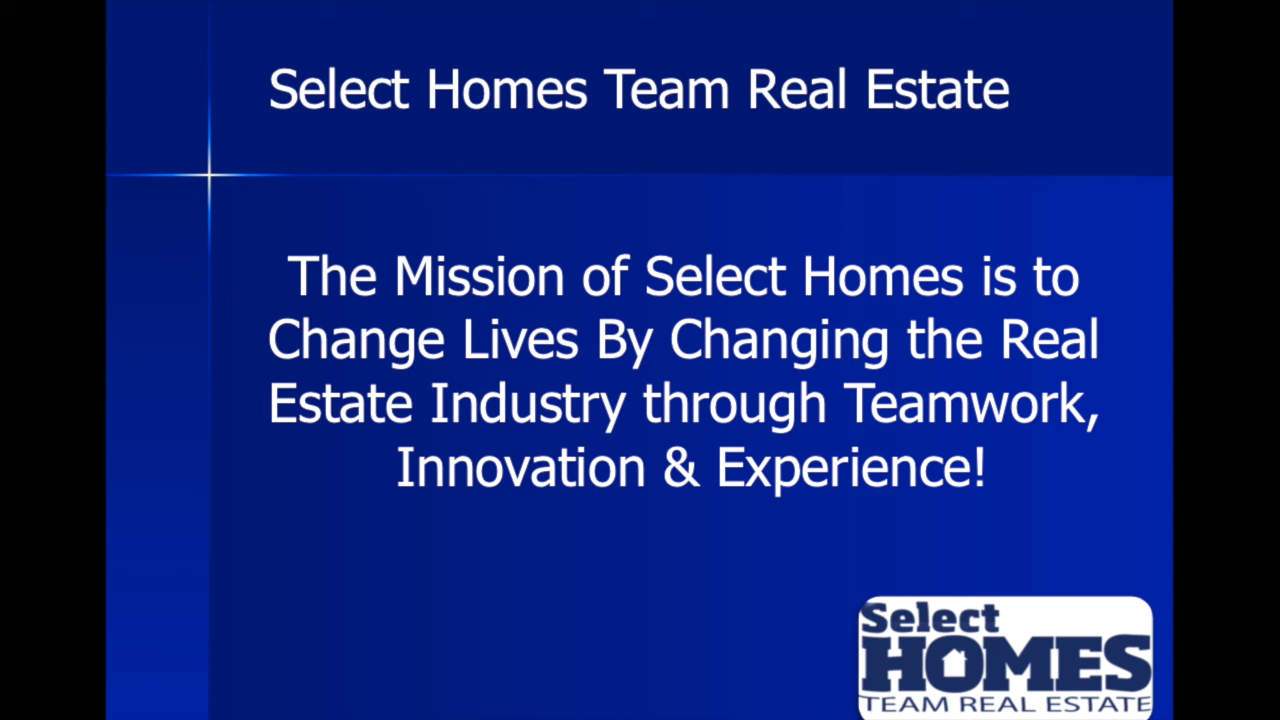 Select Homes Team Real Estate
The Mission of Select Homes is to
Change Lives By Changing the Real
Estate Industry through Teamwork,
Innovation & Experience!
Select
HOMES
TEAM REAL ESTATE